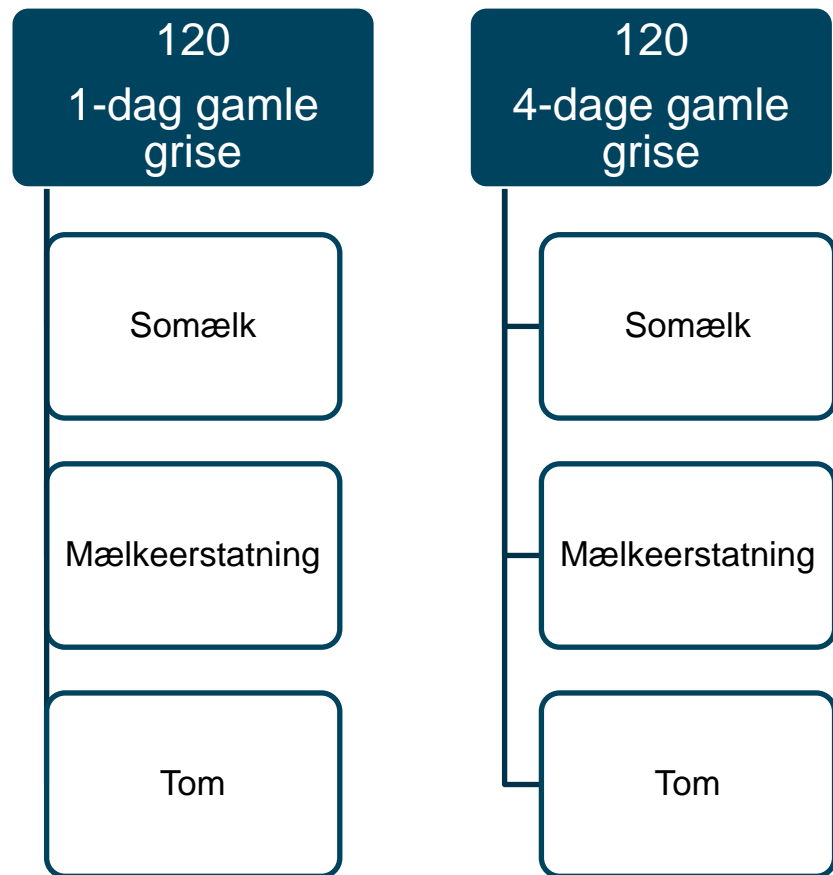 120
1-dag gamle
grise
Somælk
Mælkeerstatning
Tom
120
4-dage gamle
grise
Somælk
Mælkeerstatning
Tom